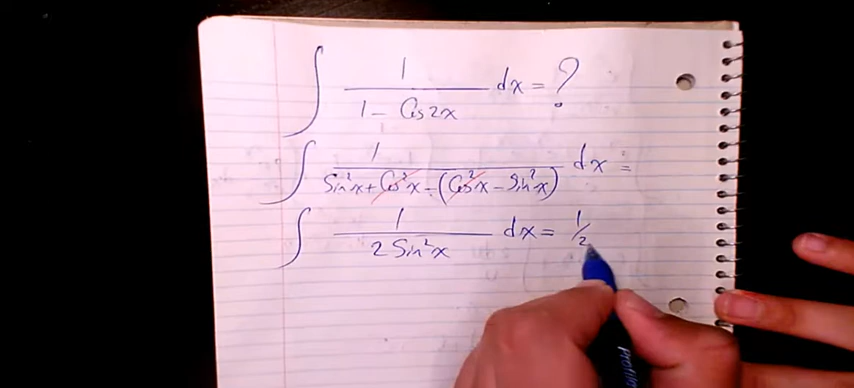 ∫ 1/(1 - Cos2x) dx = ?
∫ 1/(Sin²x + Cos²x - (Cos²x - Sin²x)) dx =
∫ 1/(2 Sin²x) dx = 1/2